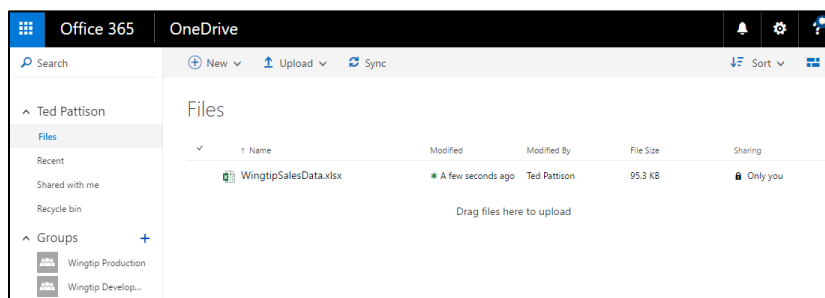 Office 365 OneDrive
Search
New Upload Sync Sort
Ted Pattison
Files
Recent
Shared with me
Recycle bin
Groups
Wingtip Production
Wingtip Develop...
Files
Name Modified Modified By File Size Sharing
WingtipSalesData.xlsx A few seconds ago Ted Pattison 95.3 KB Only you
Drag files here to upload